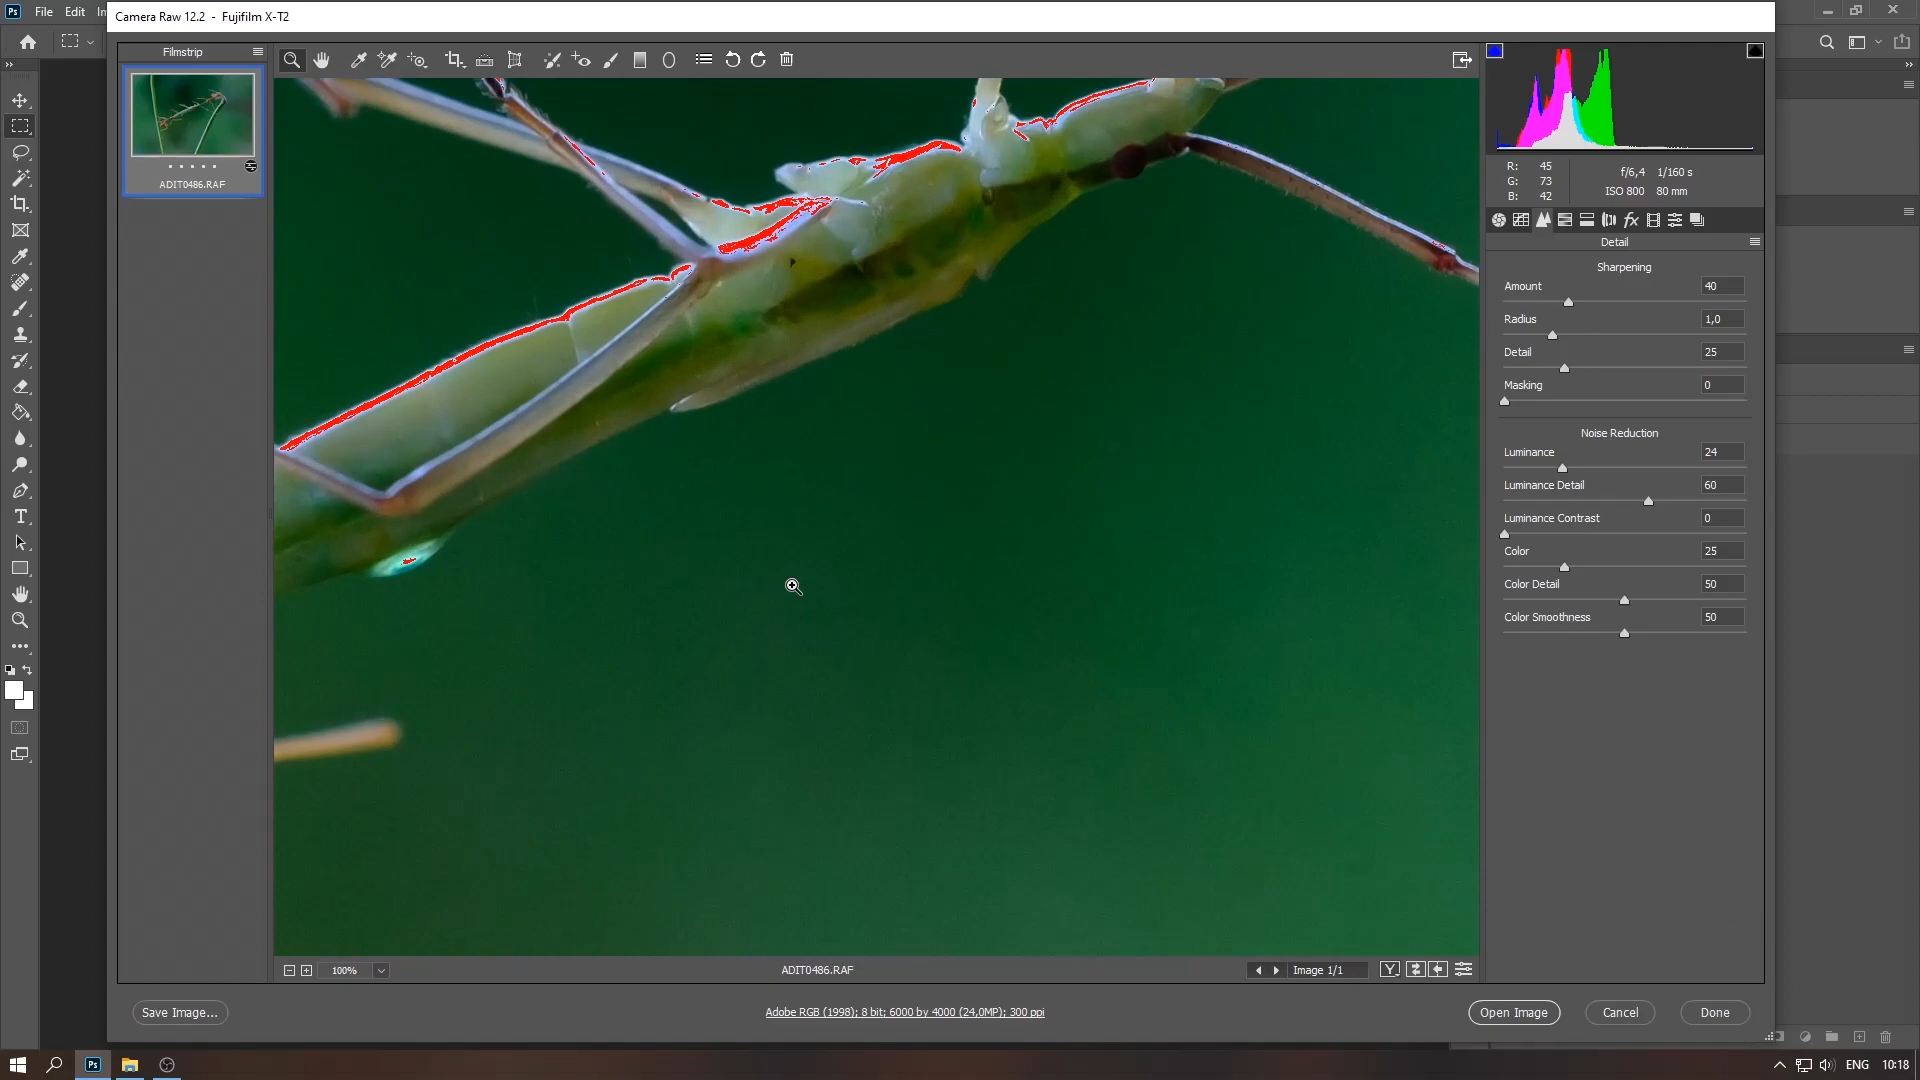 Ps File Edit In
Camera Raw 12.2 - Fujifilm X-T2
Filmstrip
ADIT0486.RAF
R: 45
G: 73
B: 42
f/6,4 1/160 s
ISO 800 80 mm
fx
Detail
Sharpening
Amount 40
Radius 1,0
Detail 25
Masking 0
Noise Reduction
Luminance 24
Luminance Detail 60
Luminance Contrast 0
Color 25
Color Detail 50
Color Smoothness 50
100%
ADIT0486.RAF
Image 1/1
Y
Save Image...
Adobe RGB (1998); 8 bit; 6000 by 4000 (24,0MP); 300 ppi
Open Image
Cancel
Done
Ps
ENG
10:18